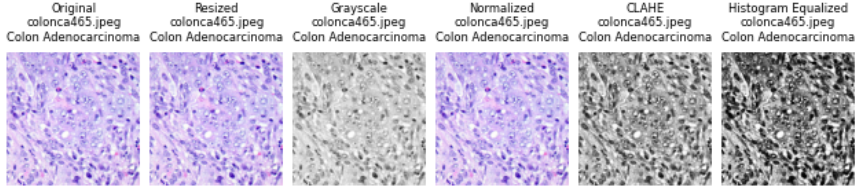 Original
colonca465.jpeg
Colon Adenocarcinoma
Resized
colonca465.jpeg
Colon Adenocarcinoma
Grayscale
colonca465.jpeg
Colon Adenocarcinoma
Normalized
colonca465.jpeg
Colon Adenocarcinoma
CLAHE
colonca465.jpeg
Colon Adenocarcinoma
Histogram Equalized
colonca465.jpeg
Colon Adenocarcinoma